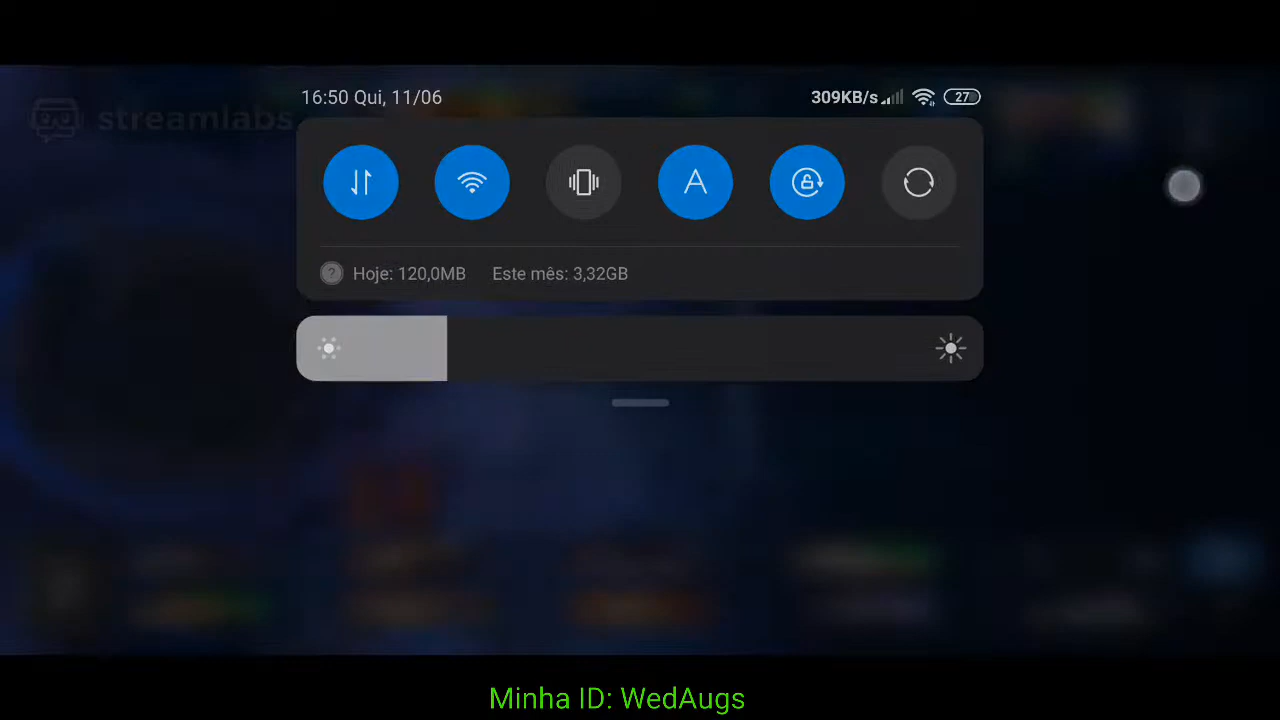 16:50 Qui, 11/06
309KB/s 27
streamlabs
A
Hoje: 120,0MB Este mês: 3,32GB
Minha ID: WedAugs